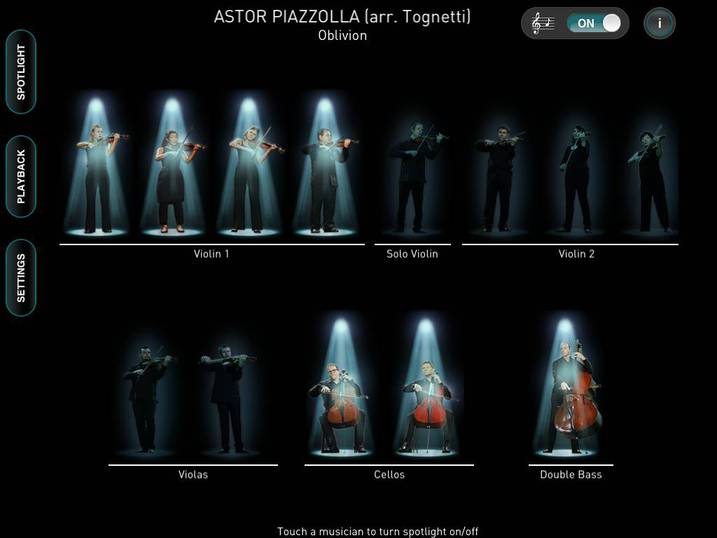 ASTOR PIAZZOLLA (arr. Tognetti)
Oblivion
ON
i
SPOTLIGHT
PLAYBACK
SETTINGS
Violin 1
Solo Violin
Violin 2
Violas
Cellos
Double Bass
Touch a musician to turn spotlight on/off